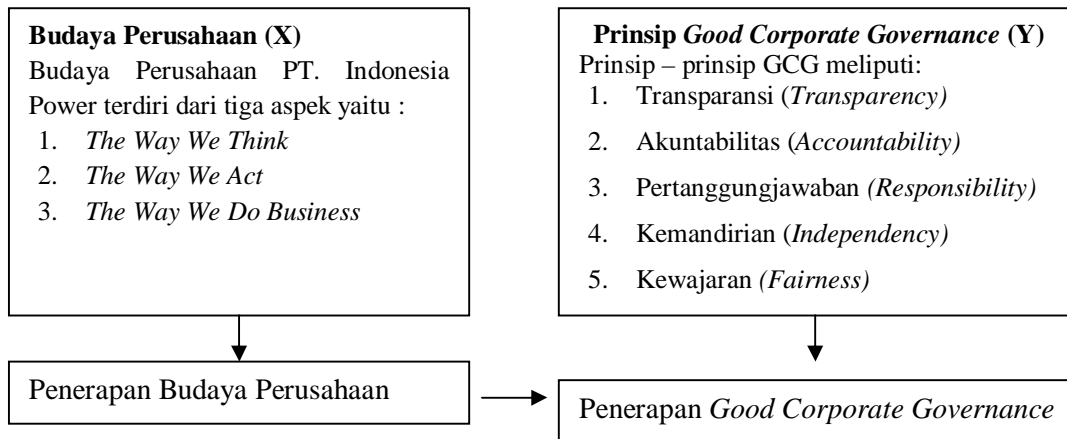 Budaya Perusahaan (X)
Budaya Perusahaan PT. Indonesia
Power terdiri dari tiga aspek yaitu :
1. The Way We Think
2. The Way We Act
3. The Way We Do Business
Prinsip Good Corporate Governance (Y)
Prinsip – prinsip GCG meliputi:
1. Transparansi (Transparency)
2. Akuntabilitas (Accountability)
3. Pertanggungjawaban (Responsibility)
4. Kemandirian (Independency)
5. Kewajaran (Fairness)
Penerapan Budaya Perusahaan
Penerapan Good Corporate Governance